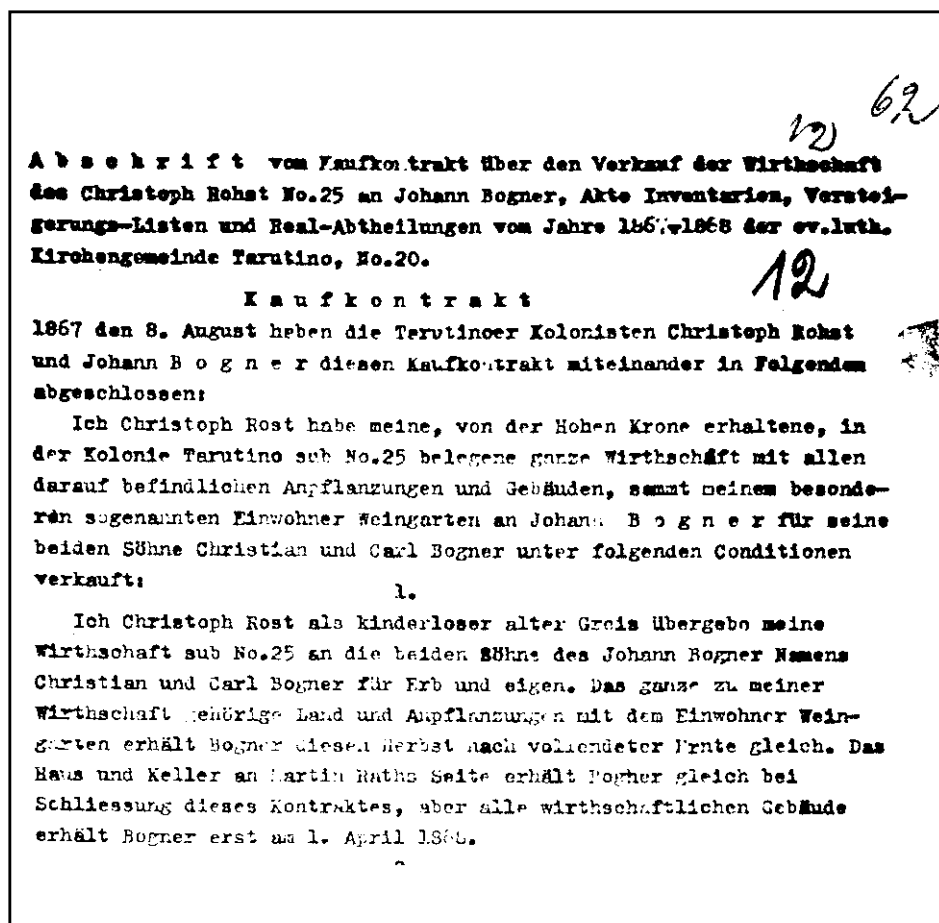 62
12
A b s c h r i f t vom Kaufkontrakt über den Verkauf der Wirthschaft
des Christoph Rohst No.25 an Johann Bogner, Akte Inventarien, Verstei-
gerungs-Listen und Real-Abtheilungen vom Jahre 1867-1868 der ev.luth.
Kirchengemeinde Tarutino, No.20.
12
K a u f k o n t r a k t
1867 den 8. August haben die Tarutinoer Kolonisten Christoph Rohst
und Johann B o g n e r diesen Kaufkontrakt miteinander in Folgendem
abgeschlossen:
Ich Christoph Rost habe meine, von der Hohen Krone erhaltene, in
der Kolonie Tarutino sub No.25 belegene ganze Wirthschaft mit allen
darauf befindlichen Anpflanzungen und Gebäuden, sammt meinem besonde-
ren sogenannten Einwohner Weingarten an Johann B o g n e r für seine
beiden Söhne Christian und Carl Bogner unter folgenden Conditionen
verkauft:
1.
Ich Christoph Rost als kinderloser alter Greis übergebe meine
Wirthschaft sub No.25 an die beiden Söhne des Johann Bogner Namens
Christian und Carl Bogner für Erb und eigen. Das ganze zu meiner
Wirthschaft gehörige Land und Anpflanzungen mit dem Einwohner Wein-
garten erhält Bogner diesen Herbst nach vollendeter Ernte gleich. Das
Haus und Keller an Martin Raths Seite erhält Bogner gleich bei
Schliessung dieses Kontraktes, aber alle wirthschaftlichen Gebäude
erhält Bogner erst am 1. April 1868.